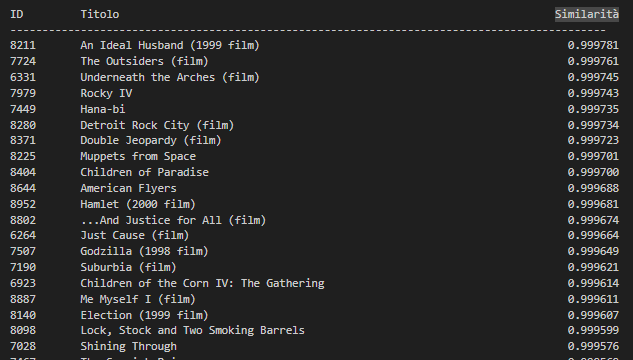 ID Titolo Similarità
--------------------------------------------------------------------------------------------
8211 An Ideal Husband (1999 film) 0.999781
7724 The Outsiders (film) 0.999761
6331 Underneath the Arches (film) 0.999745
7979 Rocky IV 0.999743
7449 Hana-bi 0.999735
8280 Detroit Rock City (film) 0.999734
8371 Double Jeopardy (film) 0.999723
8225 Muppets from Space 0.999701
8404 Children of Paradise 0.999700
8644 American Flyers 0.999688
8952 Hamlet (2000 film) 0.999681
8802 ...And Justice for All (film) 0.999674
6264 Just Cause (film) 0.999664
7507 Godzilla (1998 film) 0.999649
7190 Suburbia (film) 0.999621
6923 Children of the Corn IV: The Gathering 0.999614
8887 Me Myself I (film) 0.999611
8140 Election (1999 film) 0.999607
8098 Lock, Stock and Two Smoking Barrels 0.999599
7028 Shining Through 0.999576